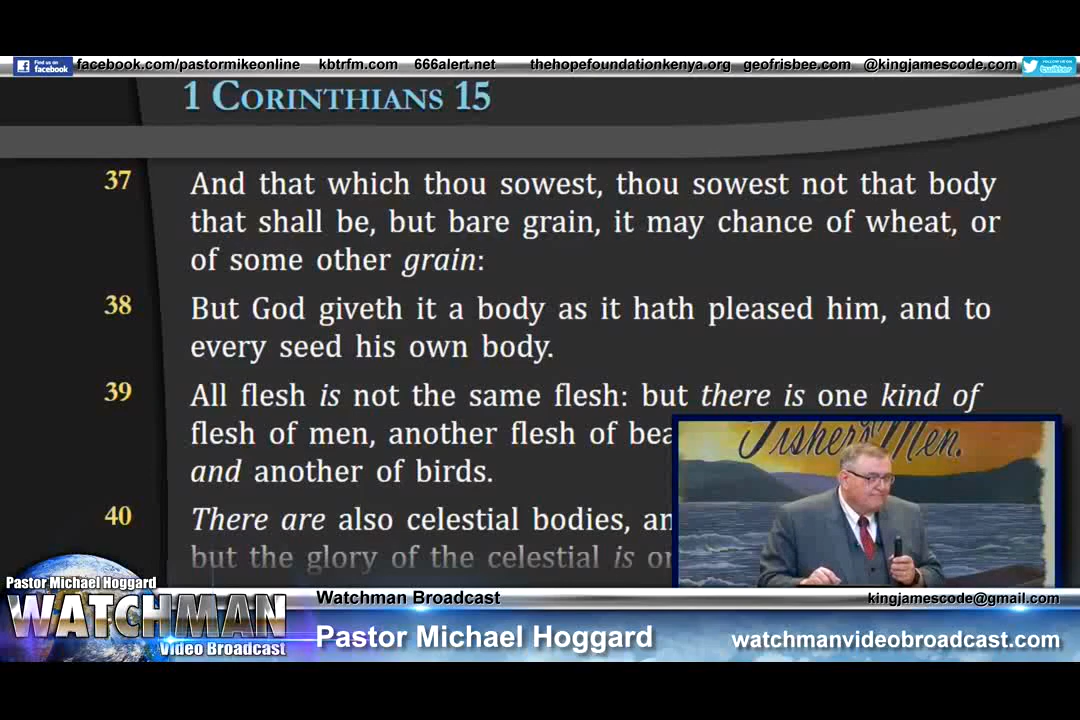 Find us on
facebook
facebook.com/pastormikeonline kbtrfm.com 666alert.net thehopefoundationkenya.org geofrisbee.com @kingjamescode.com
FOLLOW US ON
twitter
1 CORINTHIANS 15
37 And that which thou sowest, thou sowest not that body
that shall be, but bare grain, it may chance of wheat, or
of some other grain:
38 But God giveth it a body as it hath pleased him, and to
every seed his own body.
39 All flesh is not the same flesh: but there is one kind of
flesh of men, another flesh of bea
and another of birds.
40 There are also celestial bodies, an
but the glory of the celestial is or
Fishers Men.
Pastor Michael Hoggard
WATCHMAN
Video Broadcast
Watchman Broadcast
kingjamescode@gmail.com
Pastor Michael Hoggard
watchmanvideobroadcast.com